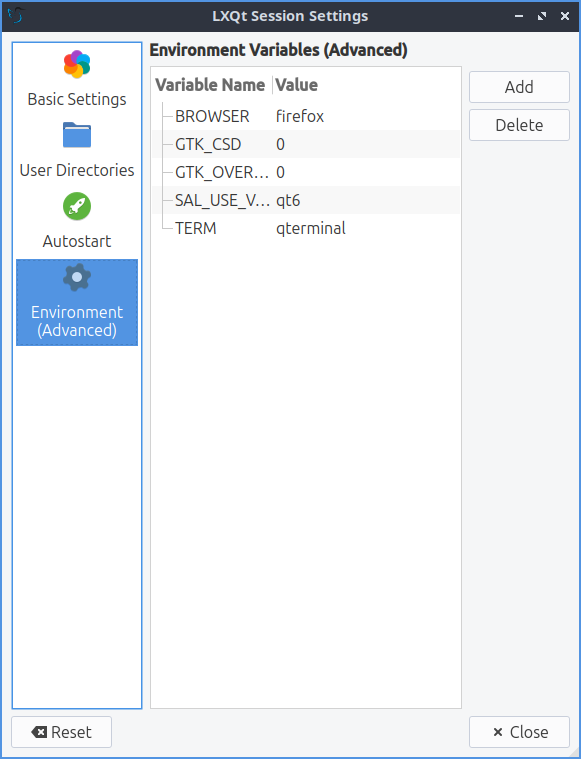 LXQt Session Settings
Basic Settings
User Directories
Autostart
Environment
(Advanced)
Environment Variables (Advanced)
Variable Name Value
BROWSER firefox
GTK_CSD 0
GTK_OVER... 0
SAL_USE_V... qt6
TERM qterminal
Add
Delete
Reset
Close